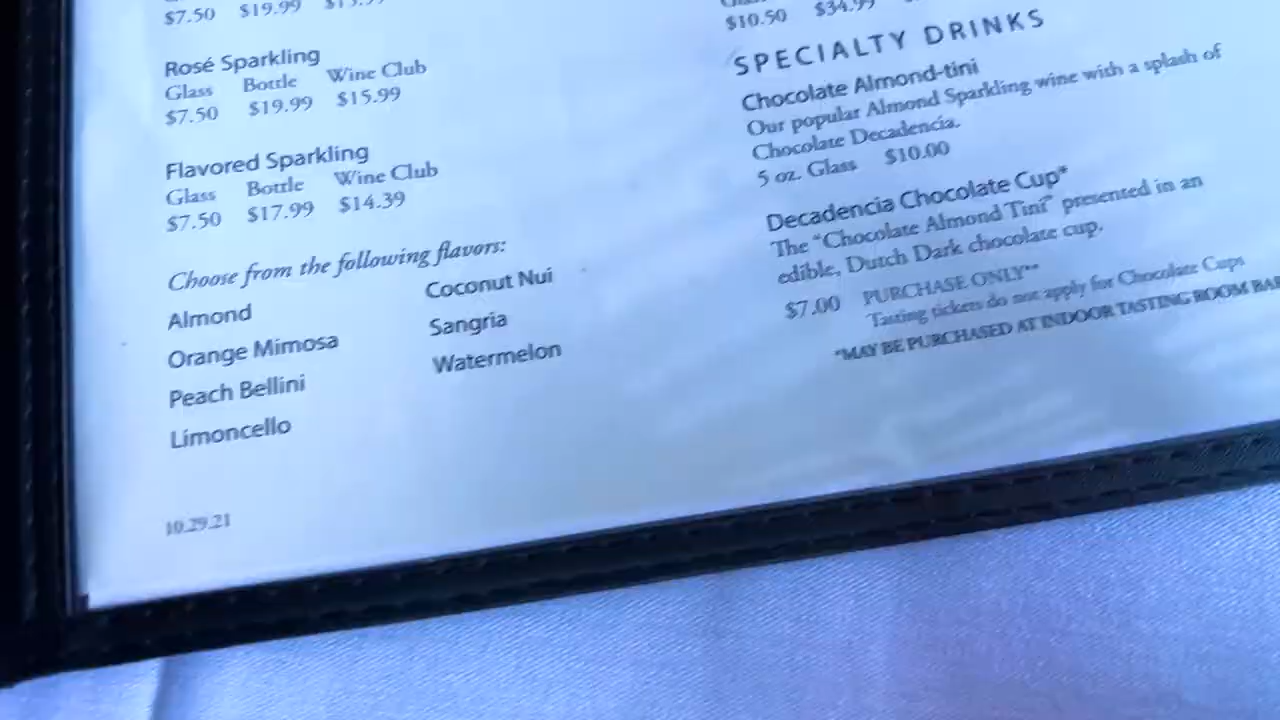 $7.50 $19.99
Rosé Sparkling
Glass Bottle Wine Club
$7.50 $19.99 $15.99
Flavored Sparkling
Glass Bottle Wine Club
$7.50 $17.99 $14.39
Choose from the following flavors:
Almond
Orange Mimosa
Peach Bellini
Limoncello
Coconut Nui
Sangria
Watermelon
10.29.21
$10.50 $34.99
SPECIALTY DRINKS
Chocolate Almond-tini
Our popular Almond Sparkling wine with a splash of
Chocolate Decadencia.
5 oz. Glass $10.00
Decadencia Chocolate Cup*
The “Chocolate Almond Tini” presented in an
edible, Dutch Dark chocolate cup.
$7.00 PURCHASE ONLY**
Tasting tickets do not apply for Chocolate Cups
*MAY BE PURCHASED AT INDOOR TASTING ROOM